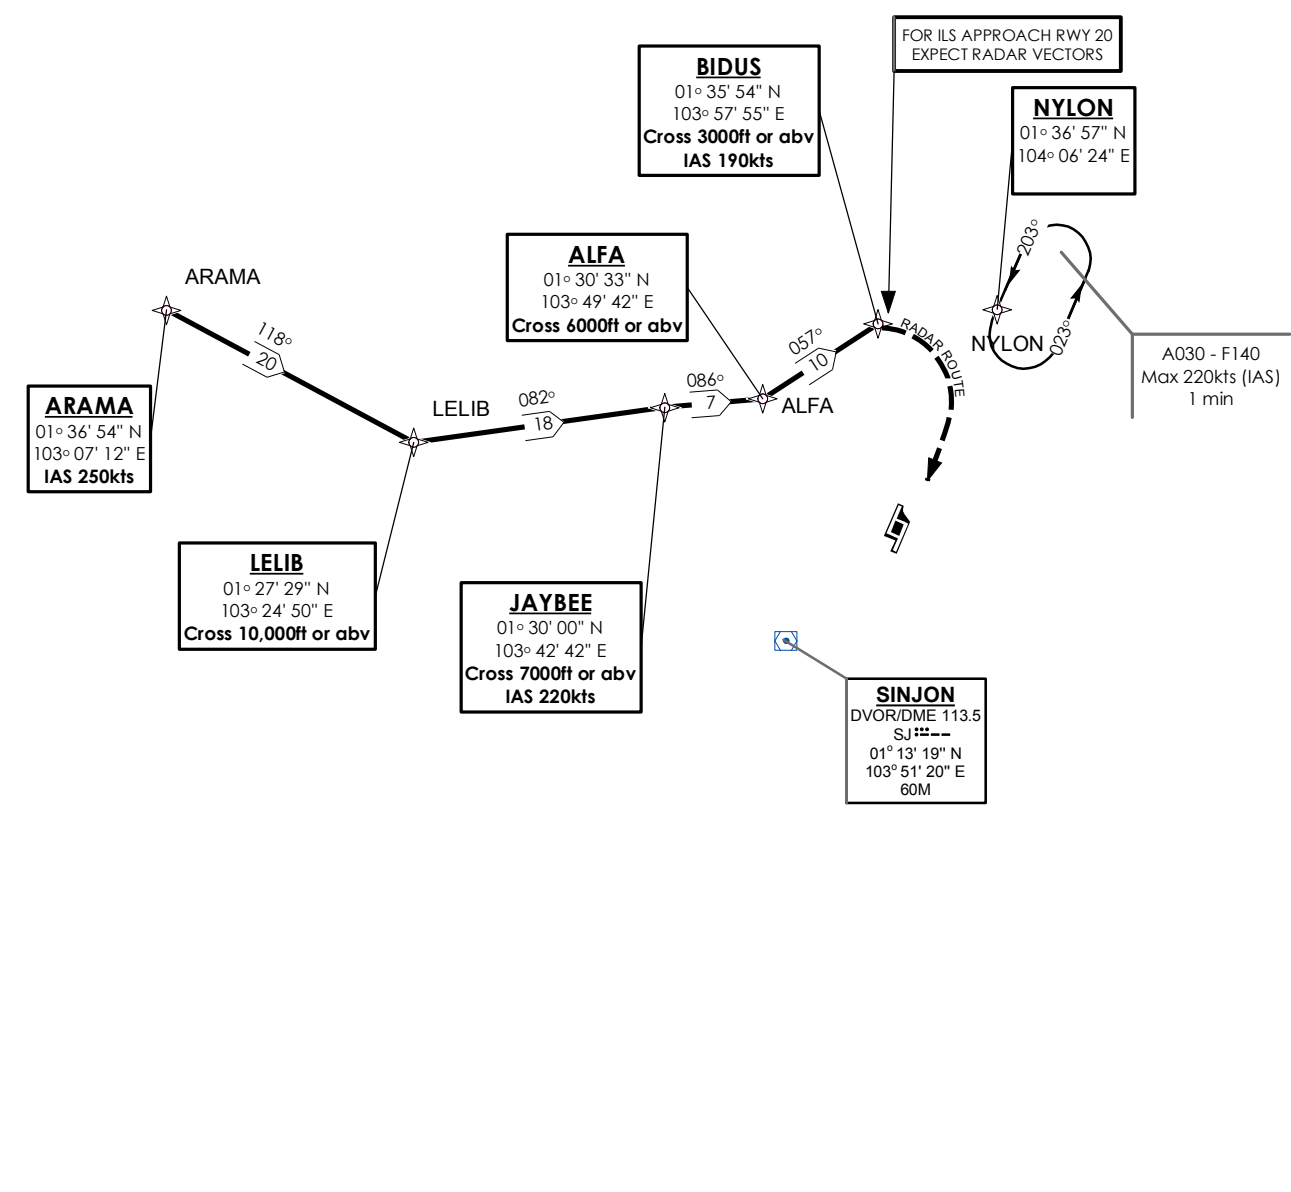 FOR ILS APPROACH RWY 20
EXPECT RADAR VECTORS
BIDUS
01° 35' 54" N
103° 57' 55" E
Cross 3000ft or abv
IAS 190kts
NYLON
01° 36' 57" N
104° 06' 24" E
ALFA
01° 30' 33" N
103° 49' 42" E
Cross 6000ft or abv
ARAMA
203°
023°
NYLON
A030 - F140
Max 220kts (IAS)
1 min
118°
20
RADAR ROUTE
057°
10
ARAMA
01° 36' 54" N
103° 07' 12" E
IAS 250kts
LELIB
082°
18
086°
7
ALFA
LELIB
01° 27' 29" N
103° 24' 50" E
Cross 10,000ft or abv
JAYBEE
01° 30' 00" N
103° 42' 42" E
Cross 7000ft or abv
IAS 220kts
SINJON
DVOR/DME 113.5
SJ
01° 13' 19" N
103° 51' 20" E
60M